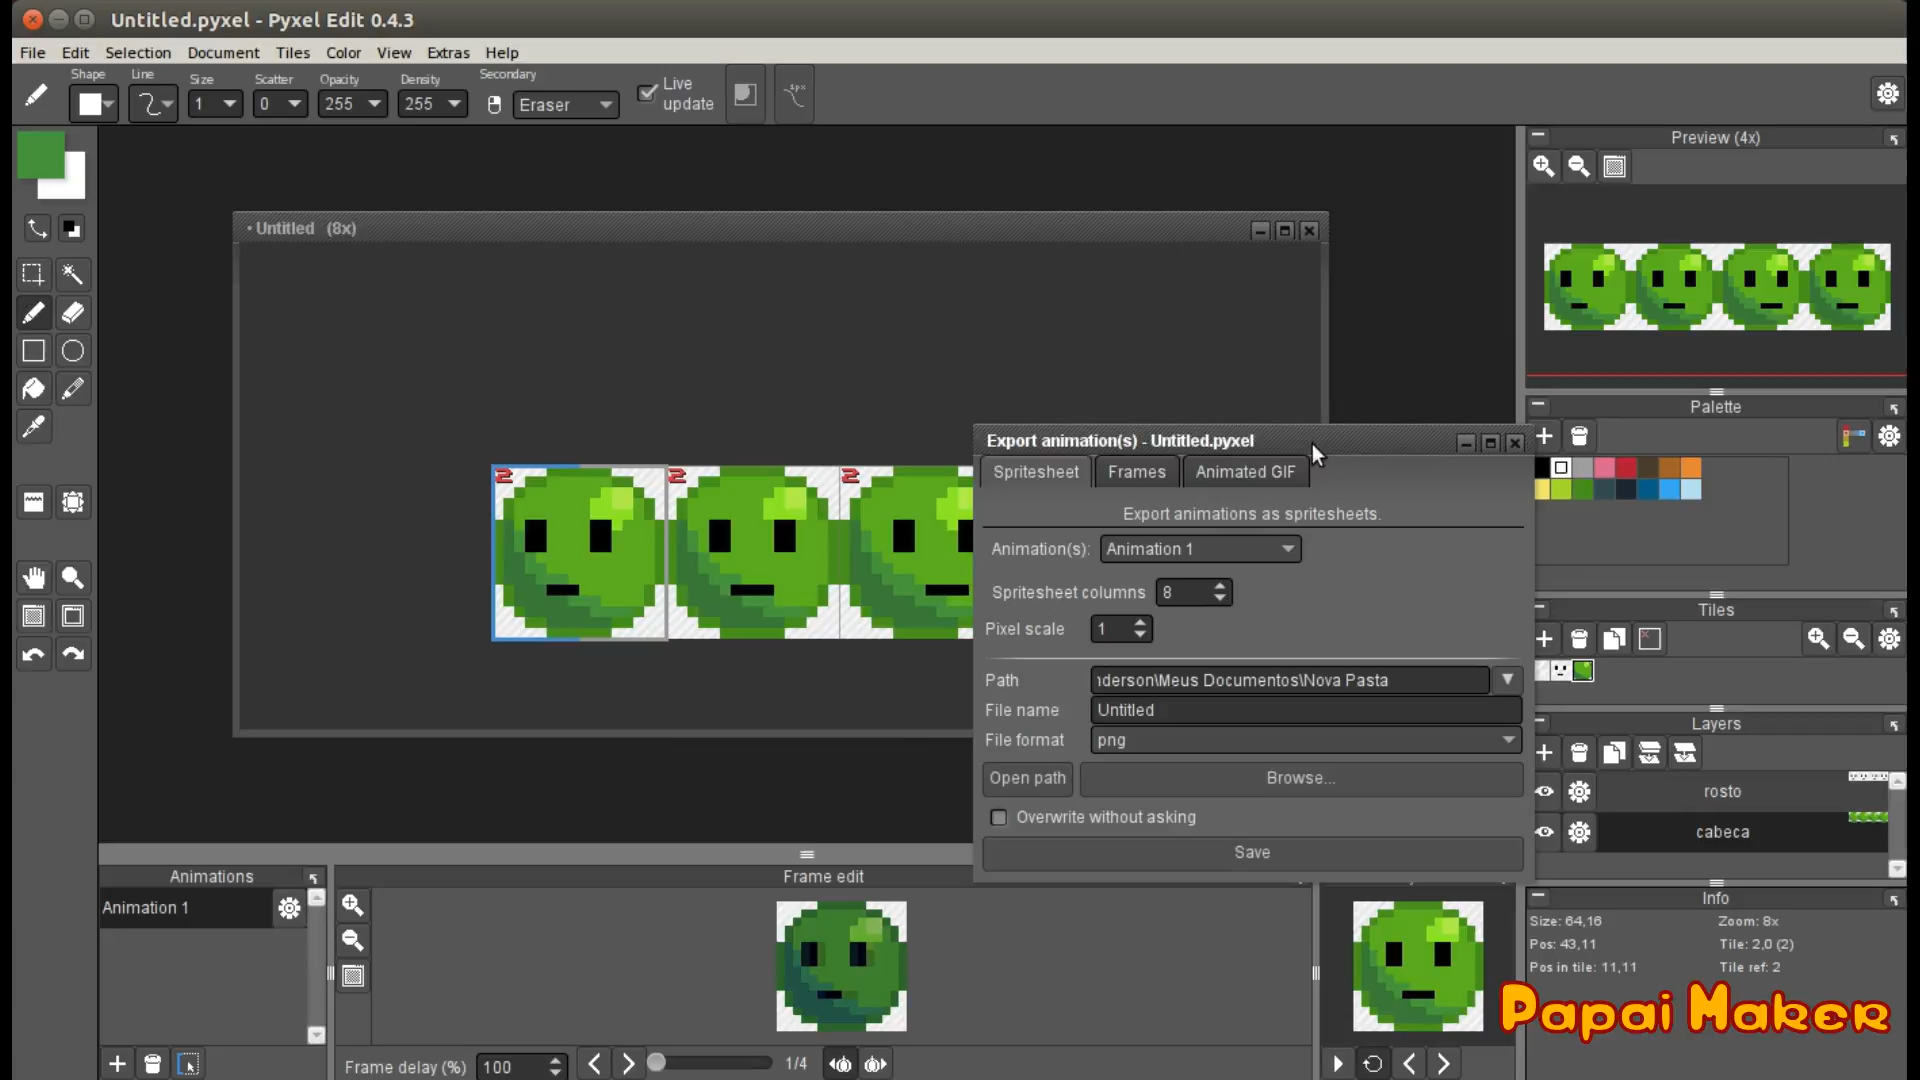 Untitled.pyxel - Pyxel Edit 0.4.3
File Edit Selection Document Tiles Color View Extras Help
Shape Line Size Scatter Opacity Density Secondary
1 0 255 255 Eraser Live update
Preview (4x)
• Untitled (8x)
Palette
2 2 2
Export animation(s) - Untitled.pyxel
Spritesheet Frames Animated GIF
Export animations as spritesheets.
Animation(s): Animation 1
Spritesheet columns 8
Pixel scale 1
Path nderson\Meus Documentos\Nova Pasta
File name Untitled
File format png
Open path Browse...
Overwrite without asking
Save
Tiles
Layers
rosto
cabeca
Animations
Animation 1
Frame edit
Frame delay (%) 100 1/4
Info
Size: 64,16 Zoom: 8x
Pos: 43,11 Tile: 2,0 (2)
Pos in tile: 11,11 Tile ref: 2
Papai Maker